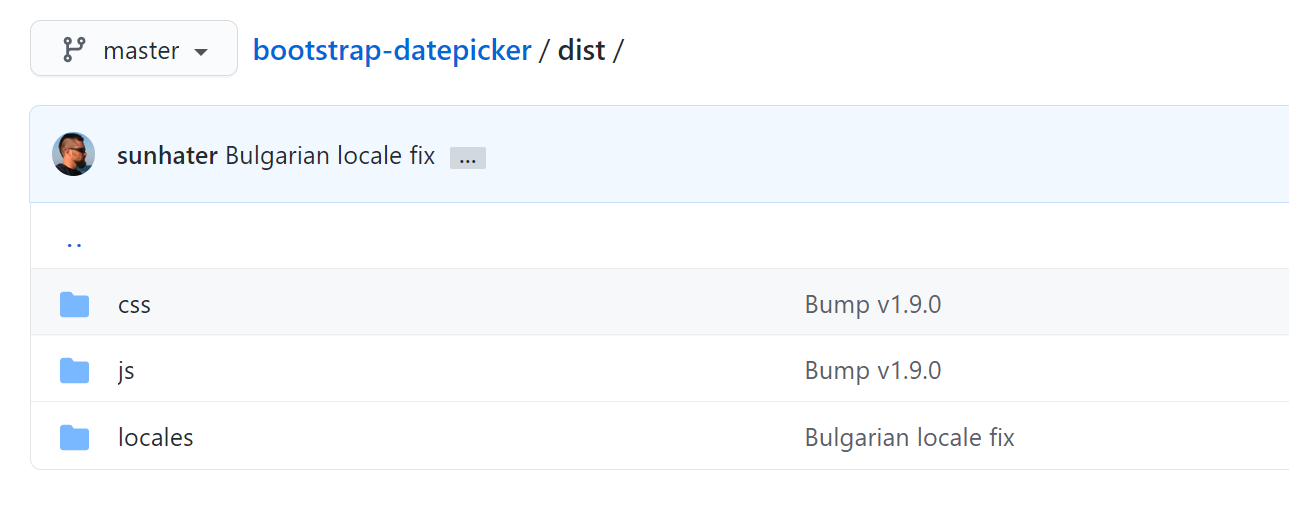 master bootstrap-datepicker / dist /
sunhater Bulgarian locale fix ...
..
css Bump v1.9.0
js Bump v1.9.0
locales Bulgarian locale fix